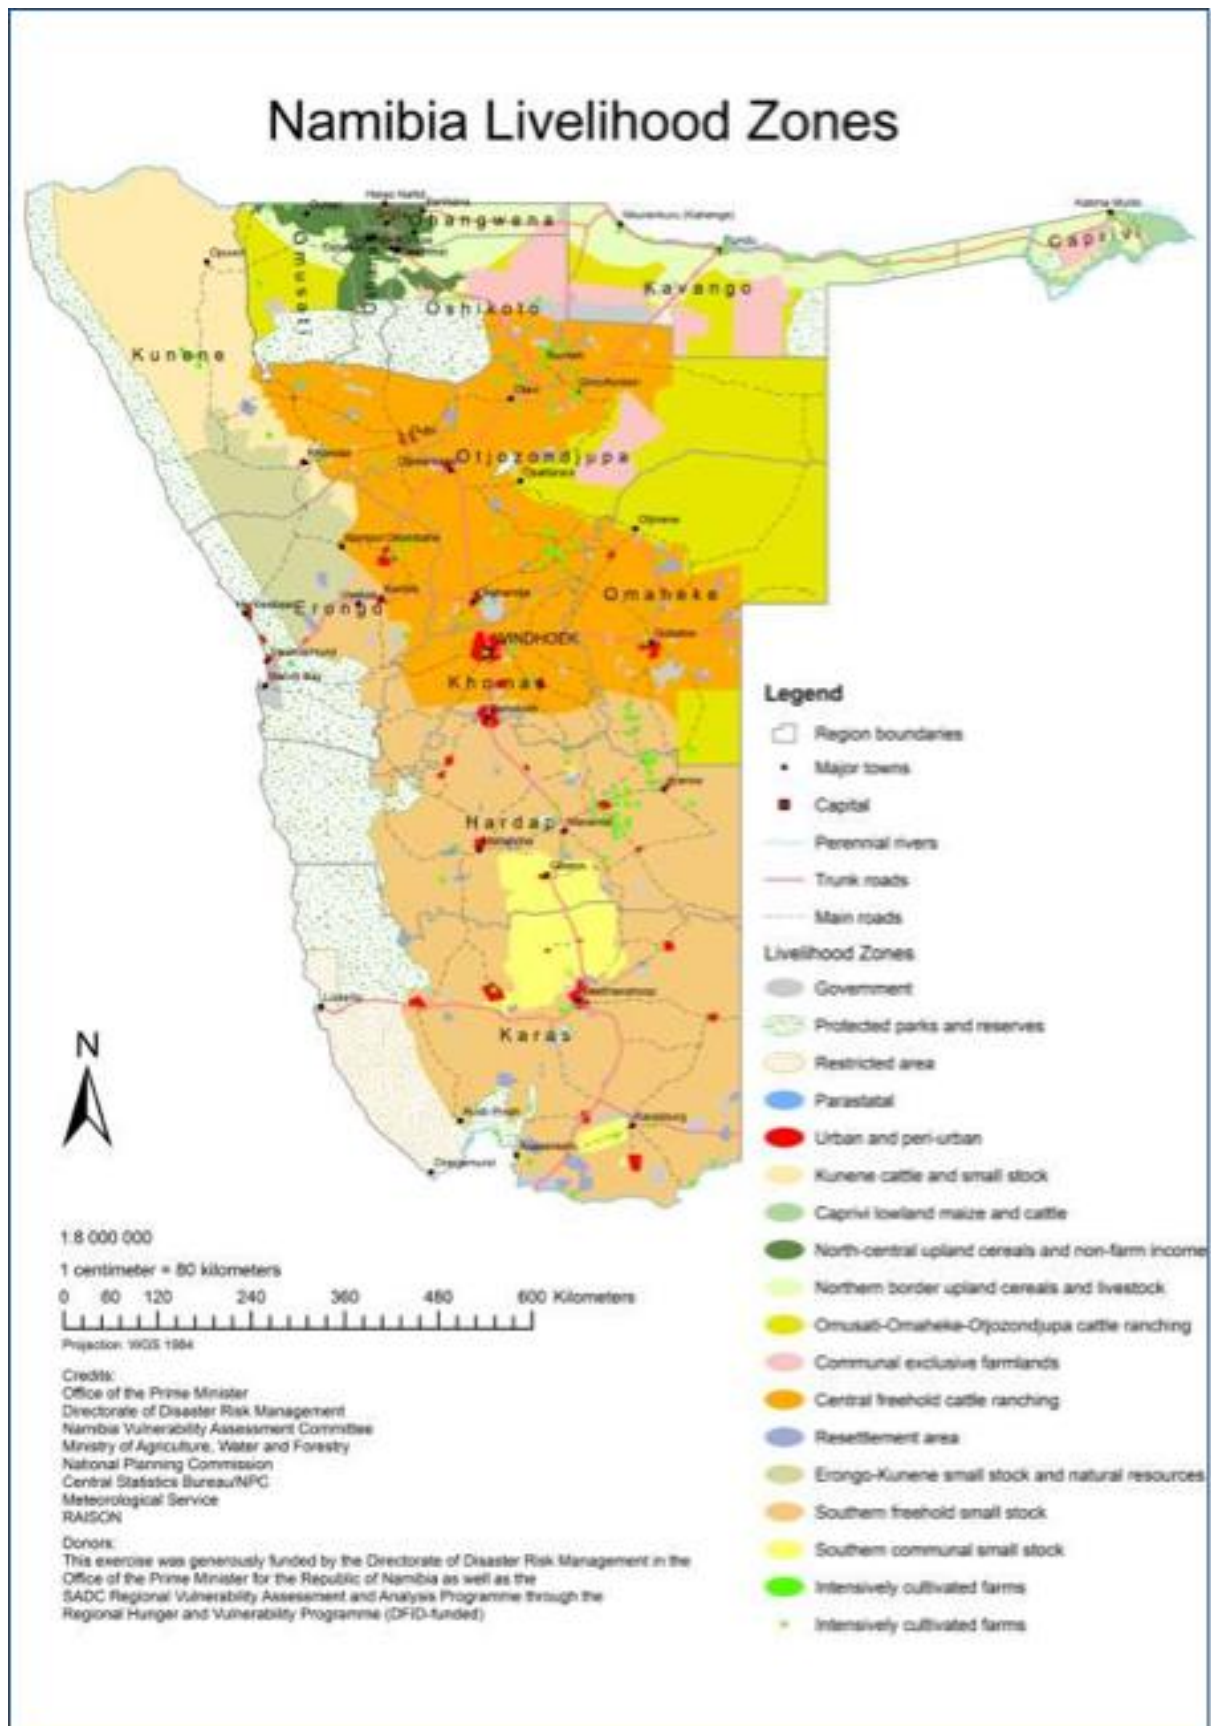 Namibia Livelihood Zones
Ohangwena
Caprivi
Omusati
Oshikoto
Kavango
Kunene
Opuwo
Rundu
Nkurenkuru (Kahenge)
Katima Mulilo
Otavi
Otjozondjupa
Omaheke
Erongo
WINDHOEK
Khomas
Hardap
Karas
Legend
Region boundaries
Major towns
Capital
Perennial rivers
Trunk roads
Main roads
Livelihood Zones
Government
Protected parks and reserves
Restricted area
Parastatal
Urban and peri-urban
Kunene cattle and small stock
Caprivi lowland maize and cattle
North-central upland cereals and non-farm income
Northern border upland cereals and livestock
Omusati-Omaheke-Otjozondjupa cattle ranching
Communal exclusive farmlands
Central freehold cattle ranching
Resettlement area
Erongo-Kunene small stock and natural resources
Southern freehold small stock
Southern communal small stock
Intensively cultivated farms
Intensively cultivated farms
N
1:8 000 000
1 centimeter = 80 kilometers
0 60 120 240 360 480 600 Kilometers
Projection: WGS 1984
Credits:
Office of the Prime Minister
Directorate of Disaster Risk Management
Namibia Vulnerability Assessment Committee
Ministry of Agriculture, Water and Forestry
National Planning Commission
Central Statistics Bureau/NPC
Meteorological Service
RAISON
Donors:
This exercise was generously funded by the Directorate of Disaster Risk Management in the
Office of the Prime Minister for the Republic of Namibia as well as the
SADC Regional Vulnerability Assessment and Analysis Programme through the
Regional Hunger and Vulnerability Programme (DFID-funded)